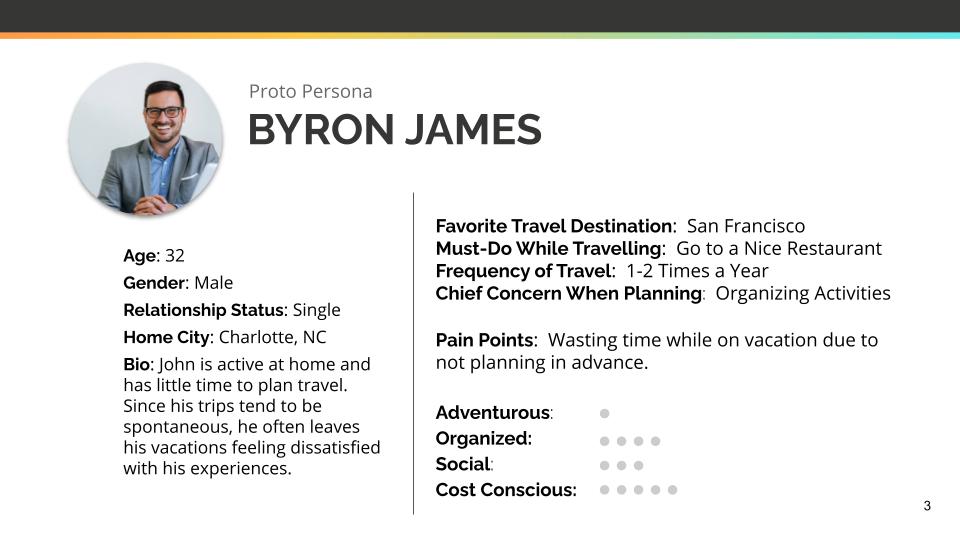 Proto Persona
BYRON JAMES
Age: 32
Gender: Male
Relationship Status: Single
Home City: Charlotte, NC
Bio: John is active at home and
has little time to plan travel.
Since his trips tend to be
spontaneous, he often leaves
his vacations feeling dissatisfied
with his experiences.
Favorite Travel Destination: San Francisco
Must-Do While Travelling: Go to a Nice Restaurant
Frequency of Travel: 1-2 Times a Year
Chief Concern When Planning: Organizing Activities
Pain Points: Wasting time while on vacation due to
not planning in advance.
Adventurous:
Organized:
Social:
Cost Conscious:
3